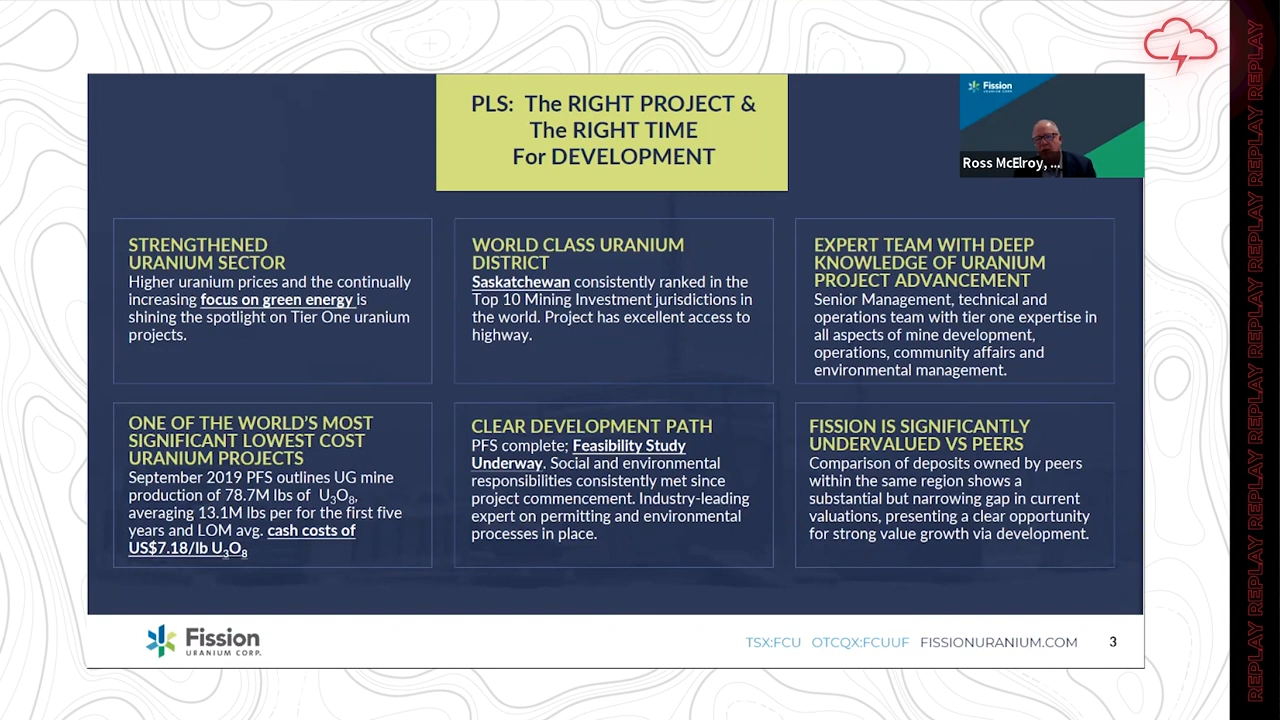 PLS: The RIGHT PROJECT &
The RIGHT TIME
For DEVELOPMENT
Fission
URANIUM CORP.
Ross McElroy, ...
STRENGTHENED
URANIUM SECTOR
Higher uranium prices and the continually
increasing focus on green energy is
shining the spotlight on Tier One uranium
projects.
WORLD CLASS URANIUM
DISTRICT
Saskatchewan consistently ranked in the
Top 10 Mining Investment jurisdictions in
the world. Project has excellent access to
highway.
EXPERT TEAM WITH DEEP
KNOWLEDGE OF URANIUM
PROJECT ADVANCEMENT
Senior Management, technical and
operations team with tier one expertise in
all aspects of mine development,
operations, community affairs and
environmental management.
ONE OF THE WORLD'S MOST
SIGNIFICANT LOWEST COST
URANIUM PROJECTS
September 2019 PFS outlines UG mine
production of 78.7M lbs of U₃O₈,
averaging 13.1M lbs per for the first five
years and LOM avg. cash costs of
US$7.18/lb U₃O₈
CLEAR DEVELOPMENT PATH
PFS complete; Feasibility Study
Underway. Social and environmental
responsibilities consistently met since
project commencement. Industry-leading
expert on permitting and environmental
processes in place.
FISSION IS SIGNIFICANTLY
UNDERVALUED VS PEERS
Comparison of deposits owned by peers
within the same region shows a
substantial but narrowing gap in current
valuations, presenting a clear opportunity
for strong value growth via development.
Fission
URANIUM CORP.
TSX:FCU OTCQX:FCUUF FISSIONURANIUM.COM 3
REPLAY REPLAY REPLAY REPLAY REPLAY REPLAY REPLAY REPLAY